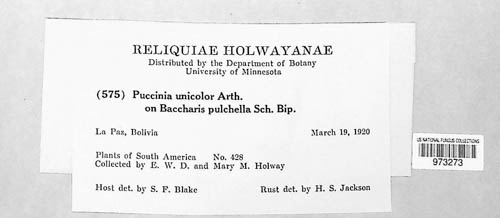 RELIQUIAE HOLWAYANAE
Distributed by the Department of Botany
University of Minnesota
(575) Puccinia unicolor Arth.
on Baccharis pulchella Sch. Bip.
La Paz, Bolivia March 19, 1920
Plants of South America No. 428
Collected by E. W. D. and Mary M. Holway
Host det. by S. F. Blake Rust det. by H. S. Jackson
US NATIONAL FUNGUS COLLECTIONS
973273